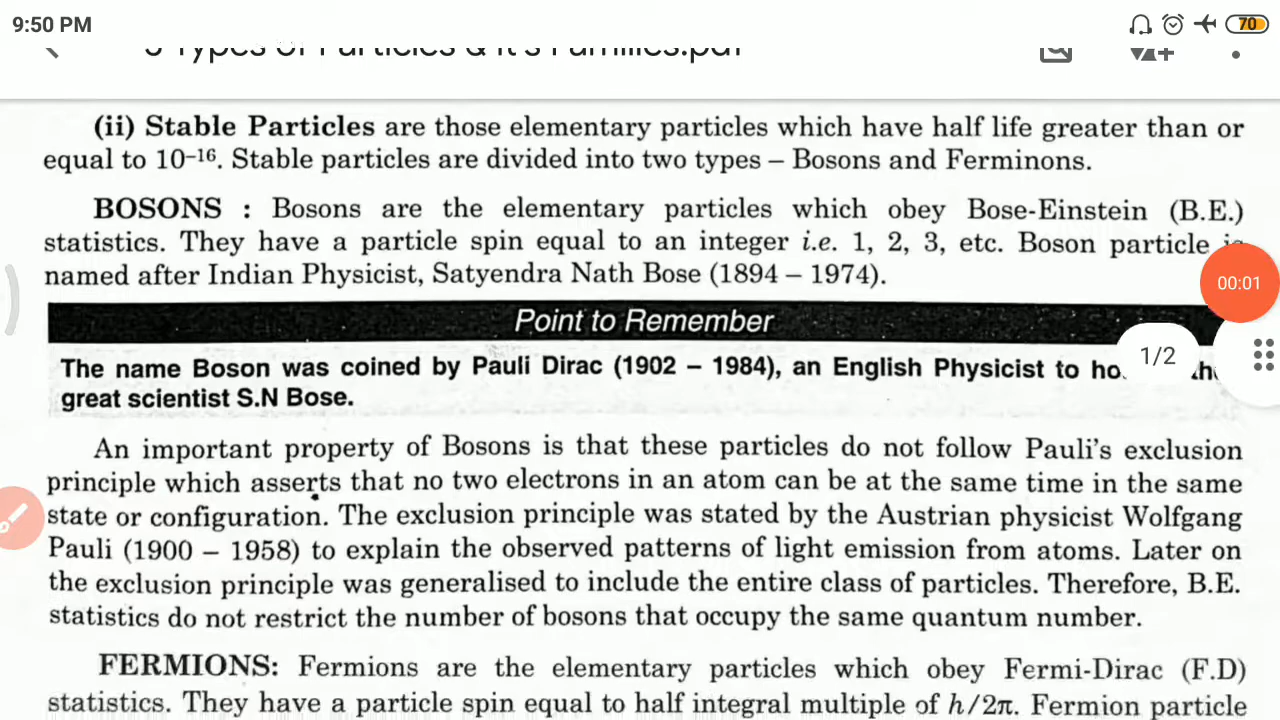 9:50 PM
70
3 Types of Particles & It's Families.pdf
(ii) Stable Particles are those elementary particles which have half life greater than or
equal to 10⁻¹⁶. Stable particles are divided into two types – Bosons and Ferminons.
BOSONS : Bosons are the elementary particles which obey Bose-Einstein (B.E.)
statistics. They have a particle spin equal to an integer i.e. 1, 2, 3, etc. Boson particle is
named after Indian Physicist, Satyendra Nath Bose (1894 – 1974).
00:01
Point to Remember
1/2
The name Boson was coined by Pauli Dirac (1902 – 1984), an English Physicist to
great scientist S.N Bose.
An important property of Bosons is that these particles do not follow Pauli's exclusion
principle which asserts that no two electrons in an atom can be at the same time in the same
state or configuration. The exclusion principle was stated by the Austrian physicist Wolfgang
Pauli (1900 – 1958) to explain the observed patterns of light emission from atoms. Later on
the exclusion principle was generalised to include the entire class of particles. Therefore, B.E.
statistics do not restrict the number of bosons that occupy the same quantum number.
FERMIONS: Fermions are the elementary particles which obey Fermi-Dirac (F.D)
statistics. They have a particle spin equal to half integral multiple of h/2π. Fermion particle